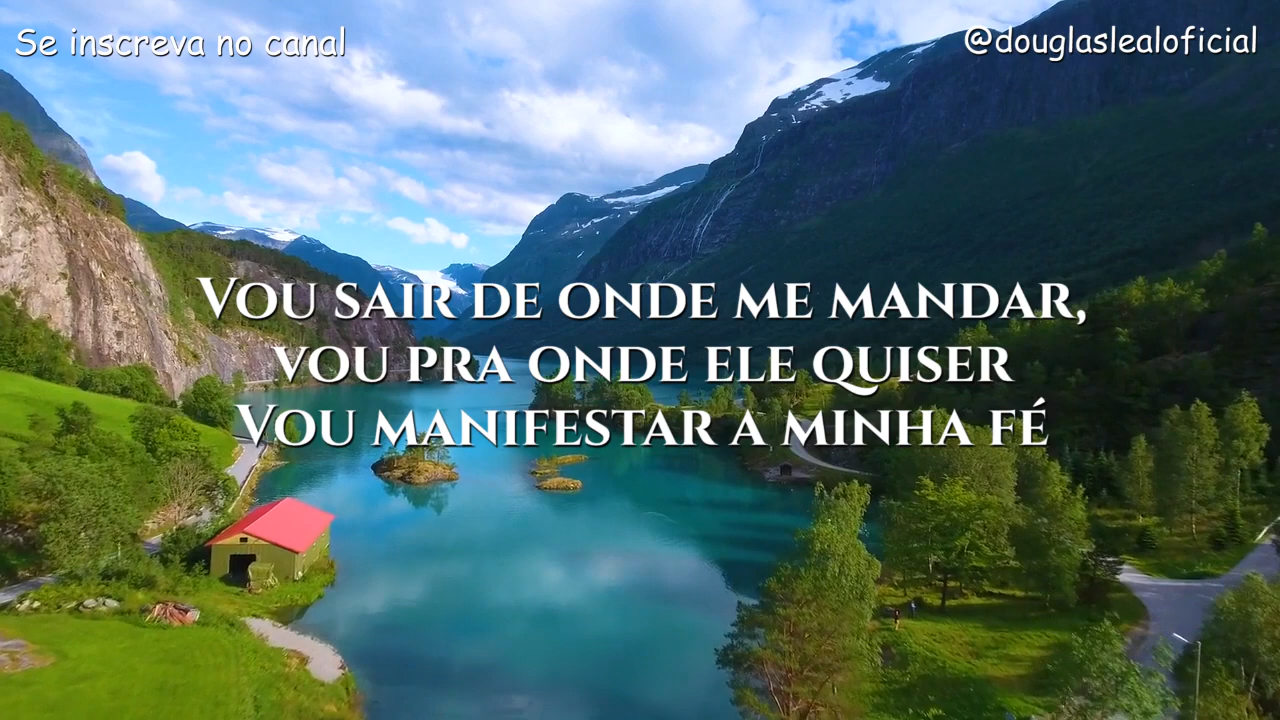 Se inscreva no canal
@douglaslealoficial
Vou sair de onde me mandar,
vou pra onde ele quiser
Vou manifestar a minha fé